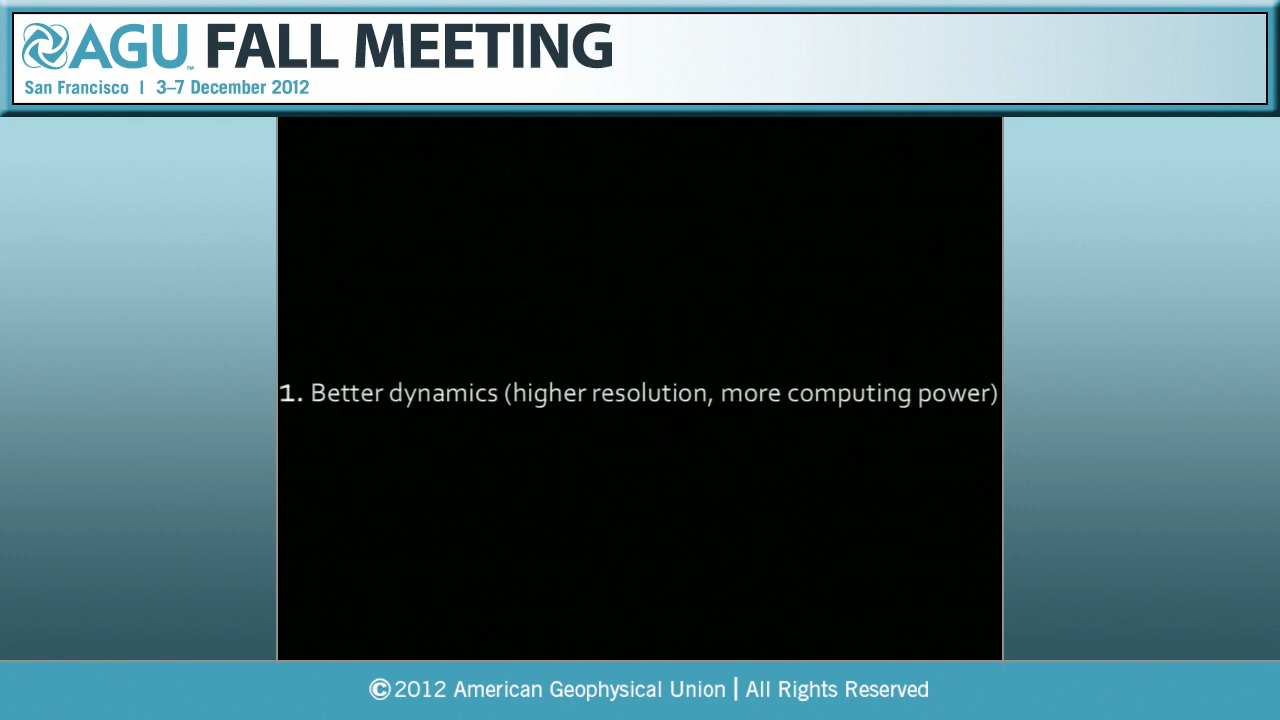 AGU™ FALL MEETING
San Francisco | 3–7 December 2012
1. Better dynamics (higher resolution, more computing power)
©2012 American Geophysical Union | All Rights Reserved